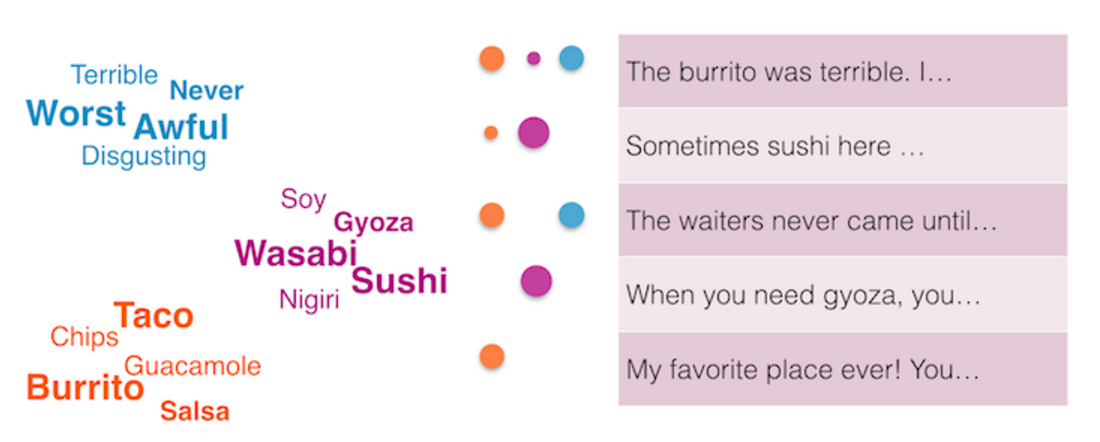 Terrible
Never
Worst
Awful
Disgusting
Soy
Gyoza
Wasabi
Sushi
Nigiri
Taco
Chips
Guacamole
Burrito
Salsa
The burrito was terrible. I…
Sometimes sushi here …
The waiters never came until…
When you need gyoza, you…
My favorite place ever! You…